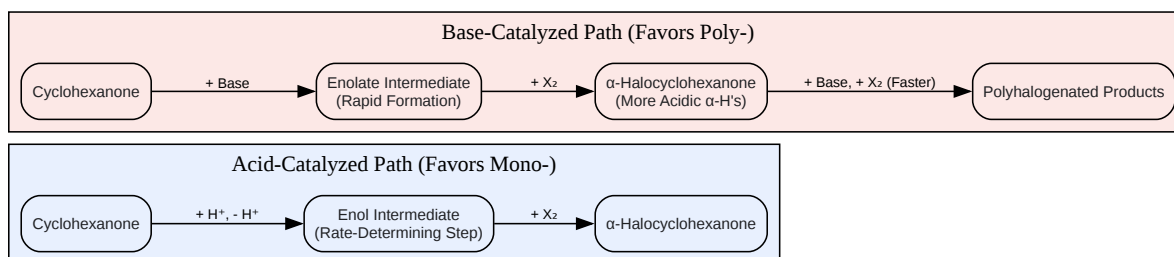 Base-Catalyzed Path (Favors Poly-)
Cyclohexanone
+ Base
Enolate Intermediate
(Rapid Formation)
+ X₂
α-Halocyclohexanone
(More Acidic α-H's)
+ Base, + X₂ (Faster)
Polyhalogenated Products
Acid-Catalyzed Path (Favors Mono-)
Cyclohexanone
+ H⁺, - H⁺
Enol Intermediate
(Rate-Determining Step)
+ X₂
α-Halocyclohexanone